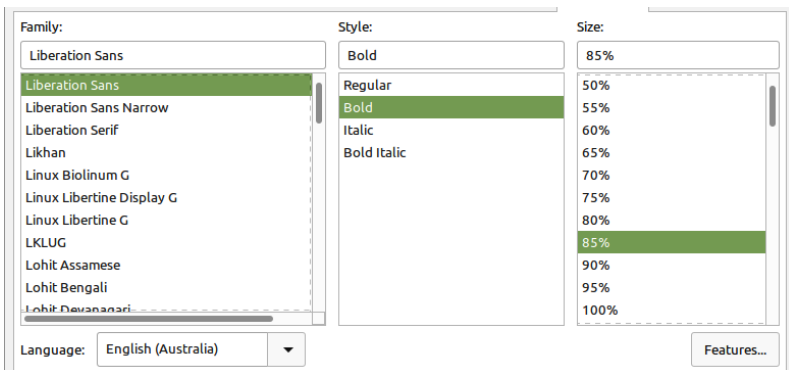 Family:
Style:
Size:
Liberation Sans
Bold
85%
Liberation Sans
Liberation Sans Narrow
Liberation Serif
Likhan
Linux Biolinum G
Linux Libertine Display G
Linux Libertine G
LKLUG
Lohit Assamese
Lohit Bengali
Lohit Devanagari
Regular
Bold
Italic
Bold Italic
50%
55%
60%
65%
70%
75%
80%
85%
90%
95%
100%
Language:
English (Australia)
Features...